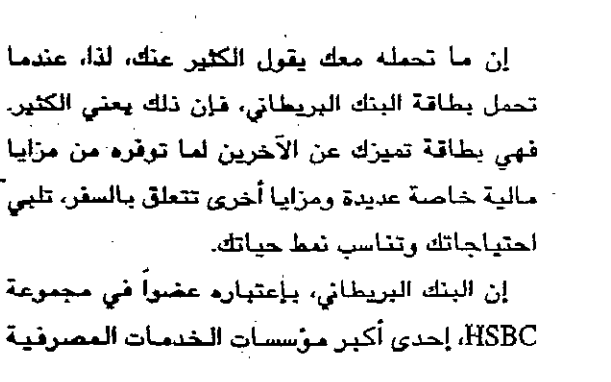 إن ما تحمله معك يقول الكثير عنك، لذا، عندما
تحمل بطاقة البنك البريطاني، فإن ذلك يعني الكثير.
فهي بطاقة تميزك عن الآخرين لما توفره من مزايا
مالية خاصة عديدة ومزايا أخرى تتعلق بالسفر، تلبي
احتياجاتك وتناسب نمط حياتك.
إن البنك البريطاني، بإعتباره عضواً في مجموعة
HSBC، إحدى أكبر مؤسسات الخدمات المصرفية